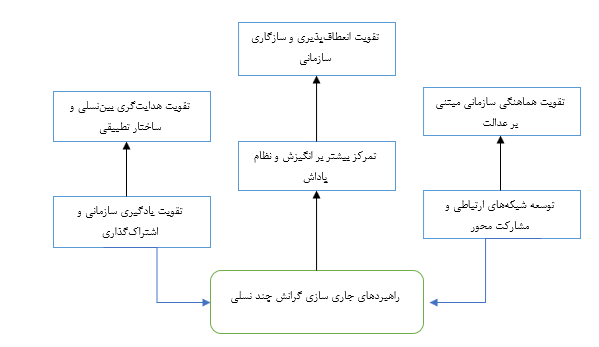 تقویت انعطاف‌پذیری و سازگاری
سازمانی
تقویت هماهنگی سازمانی مبتنی
بر عدالت
تقویت هدایت‌گری بین‌نسلی و
ساختار تطبیقی
تمرکز بیشتر بر انگیزش و نظام
پاداش
توسعه شبکه‌های ارتباطی و
مشارکت محور
تقویت یادگیری سازمانی و
اشتراک‌گذاری
راهبردهای جاری سازی گرانش چند نسلی